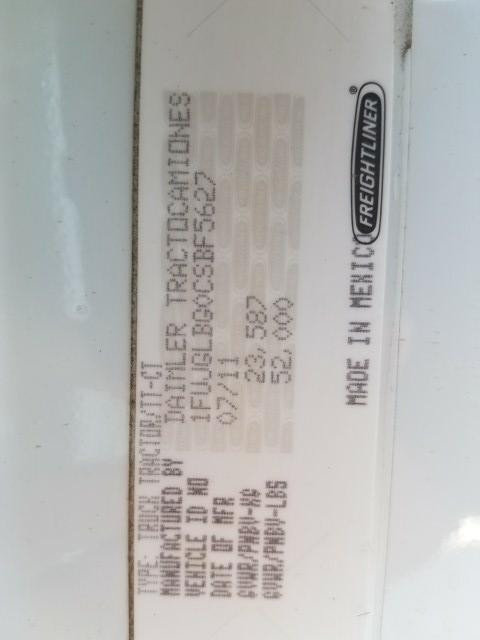 FREIGHTLINER®
MADE IN MEXICO
TYPE: TRUCK TRACTOR/TT-CT
MANUFACTURED BY DAIMLER TRACTOCAMIONES
VEHICLE ID NO 1FUJGLBG0CSBF5627
DATE OF MFR 07/11
GVWR/PNBV-KG 23,587
GVWR/PNBV-LBS 52,000